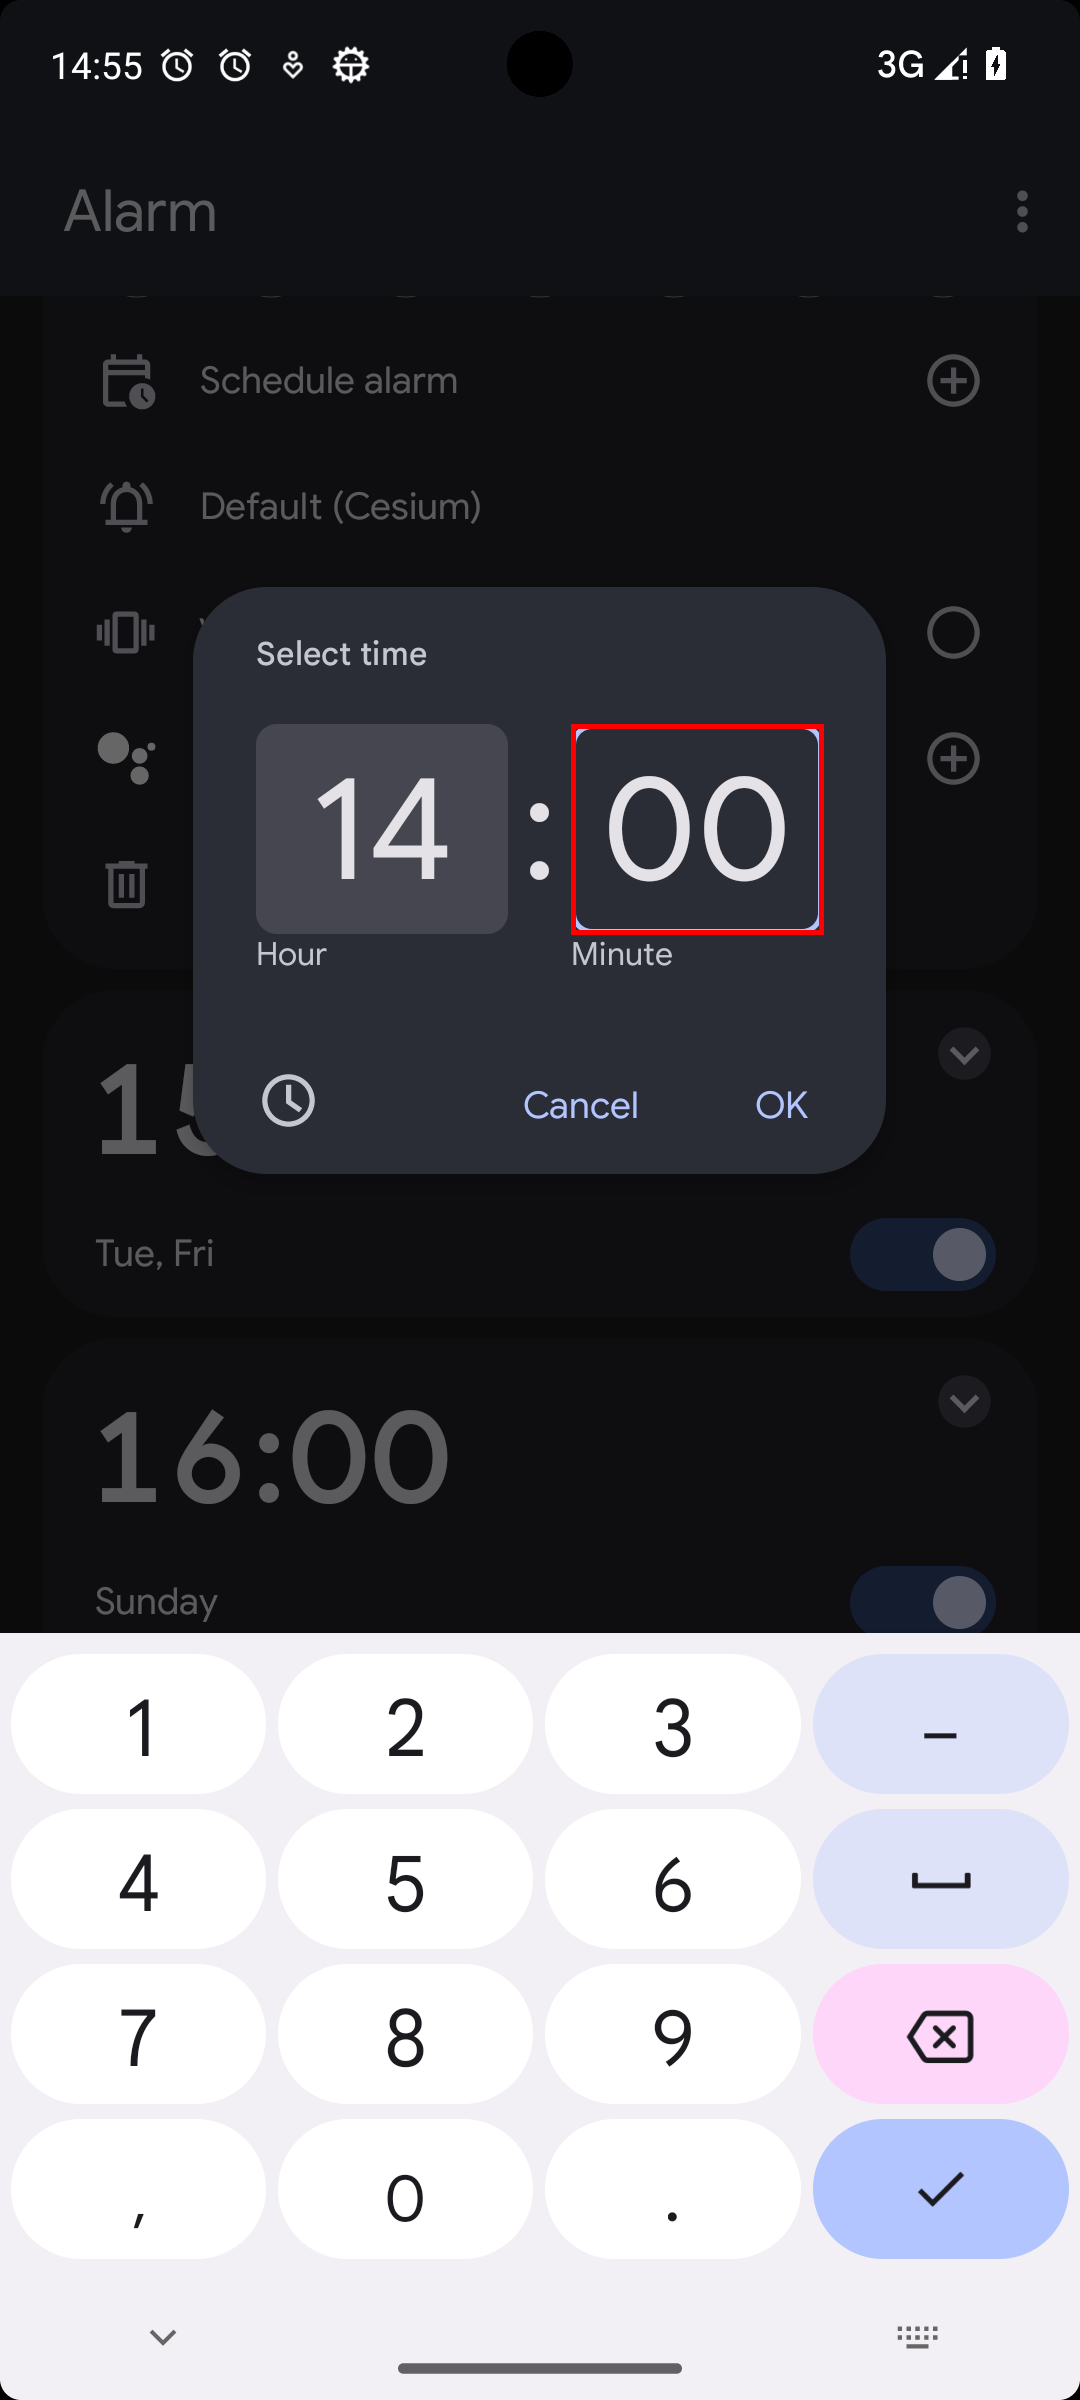 14:55
3G
Alarm
Schedule alarm
Default (Cesium)
Select time
14:00
Hour
Minute
Cancel
OK
15
Tue, Fri
16:00
Sunday
1 2 3 –
4 5 6
7 8 9
, 0 .